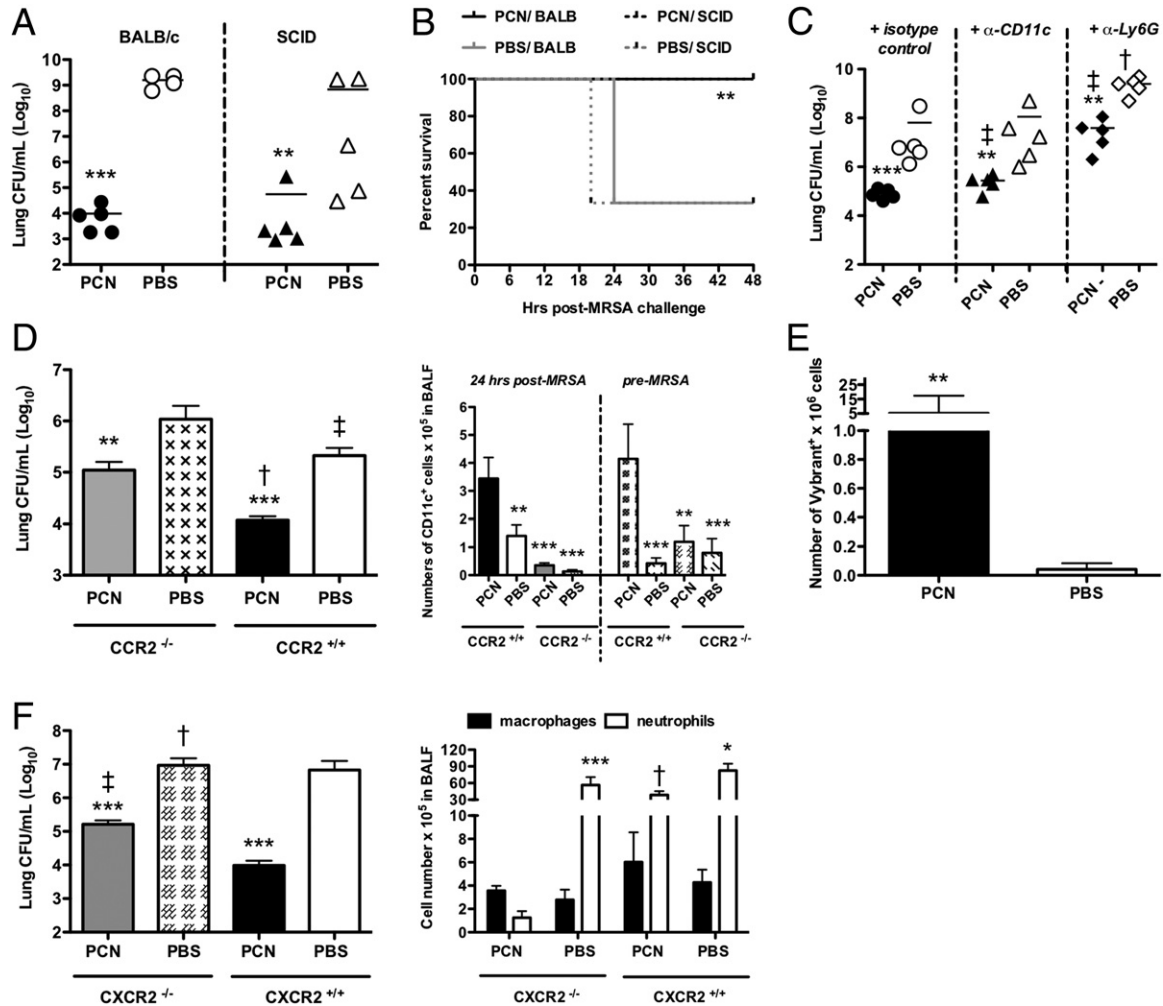 A
BALB/c SCID
Lung CFU/mL (Log10)
10
9
8
7
6
5
4
3
2
*** **
PCN PBS PCN PBS
B
PCN/ BALB PCN/ SCID
PBS/ BALB PBS/ SCID
Percent survival
100
80
60
40
20
0
**
0 6 12 18 24 30 36 42 48
Hrs post-MRSA challenge
C
+ isotype control + α-CD11c + α-Ly6G
Lung CFU/mL (Log10)
10
8
6
4
2
*** ‡ ** ‡ ** †
PCN PBS PCN PBS PCN - PBS
D
Lung CFU/mL (Log10)
7
6
5
4
3
** † *** ‡
PCN PBS PCN PBS
CCR2 -/- CCR2 +/+
24 hrs post-MRSA pre-MRSA
Numbers of CD11c+ cells x 10^5 in BALF
6
5
4
3
2
1
0
** *** *** *** ** ***
PCN PBS PCN PBS PCN PBS PCN PBS
CCR2 +/+ CCR2 -/- CCR2 +/+ CCR2 -/-
E
Number of Vybrant+ x 10^6 cells
25
15
5
1.0
0.8
0.6
0.4
0.2
0.0
**
PCN PBS
F
Lung CFU/mL (Log10)
8
7
6
5
4
3
2
‡ *** † ***
PCN PBS PCN PBS
CXCR2 -/- CXCR2 +/+
macrophages neutrophils
Cell number x 10^5 in BALF
120
90
60
30
10
8
6
4
2
0
*** † *
PCN PBS PCN PBS
CXCR2 -/- CXCR2 +/+